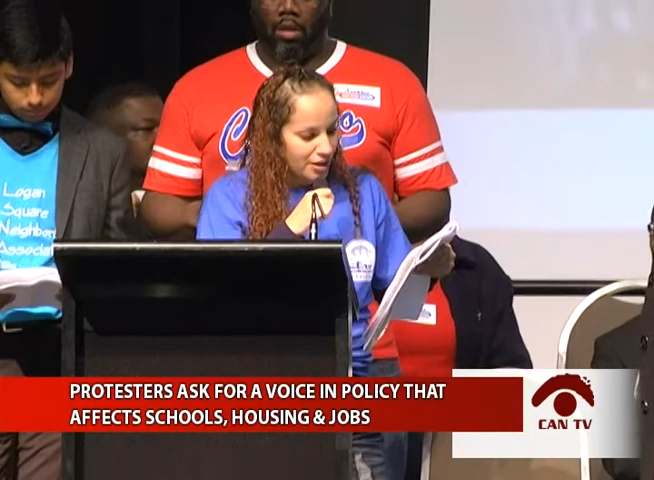 Logan
Square
Neighbor
Associat
PROTESTERS ASK FOR A VOICE IN POLICY THAT
AFFECTS SCHOOLS, HOUSING & JOBS
CAN TV